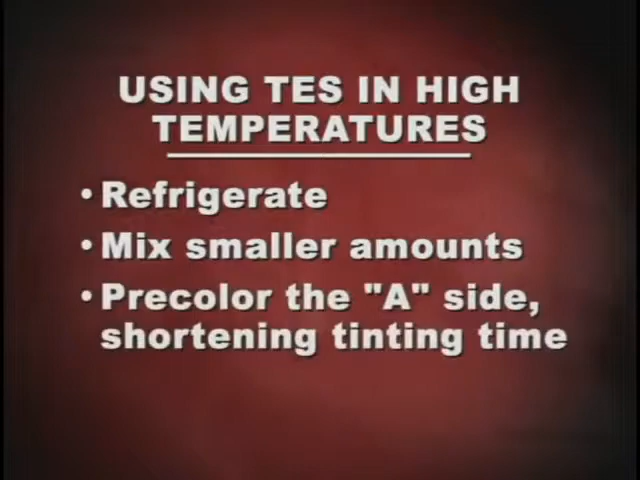 USING TES IN HIGH
TEMPERATURES
• Refrigerate
• Mix smaller amounts
• Precolor the "A" side,
shortening tinting time